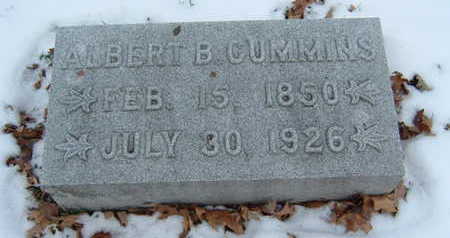 ALBERT B. CUMMINS
FEB. 15. 1850
JULY 30. 1926